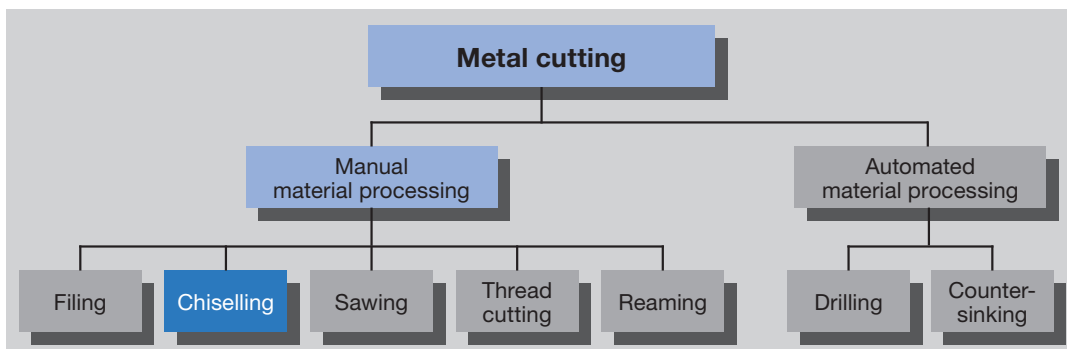 Metal cutting
Manual
material processing
Automated
material processing
Filing
Chiselling
Sawing
Thread
cutting
Reaming
Drilling
Counter-
sinking